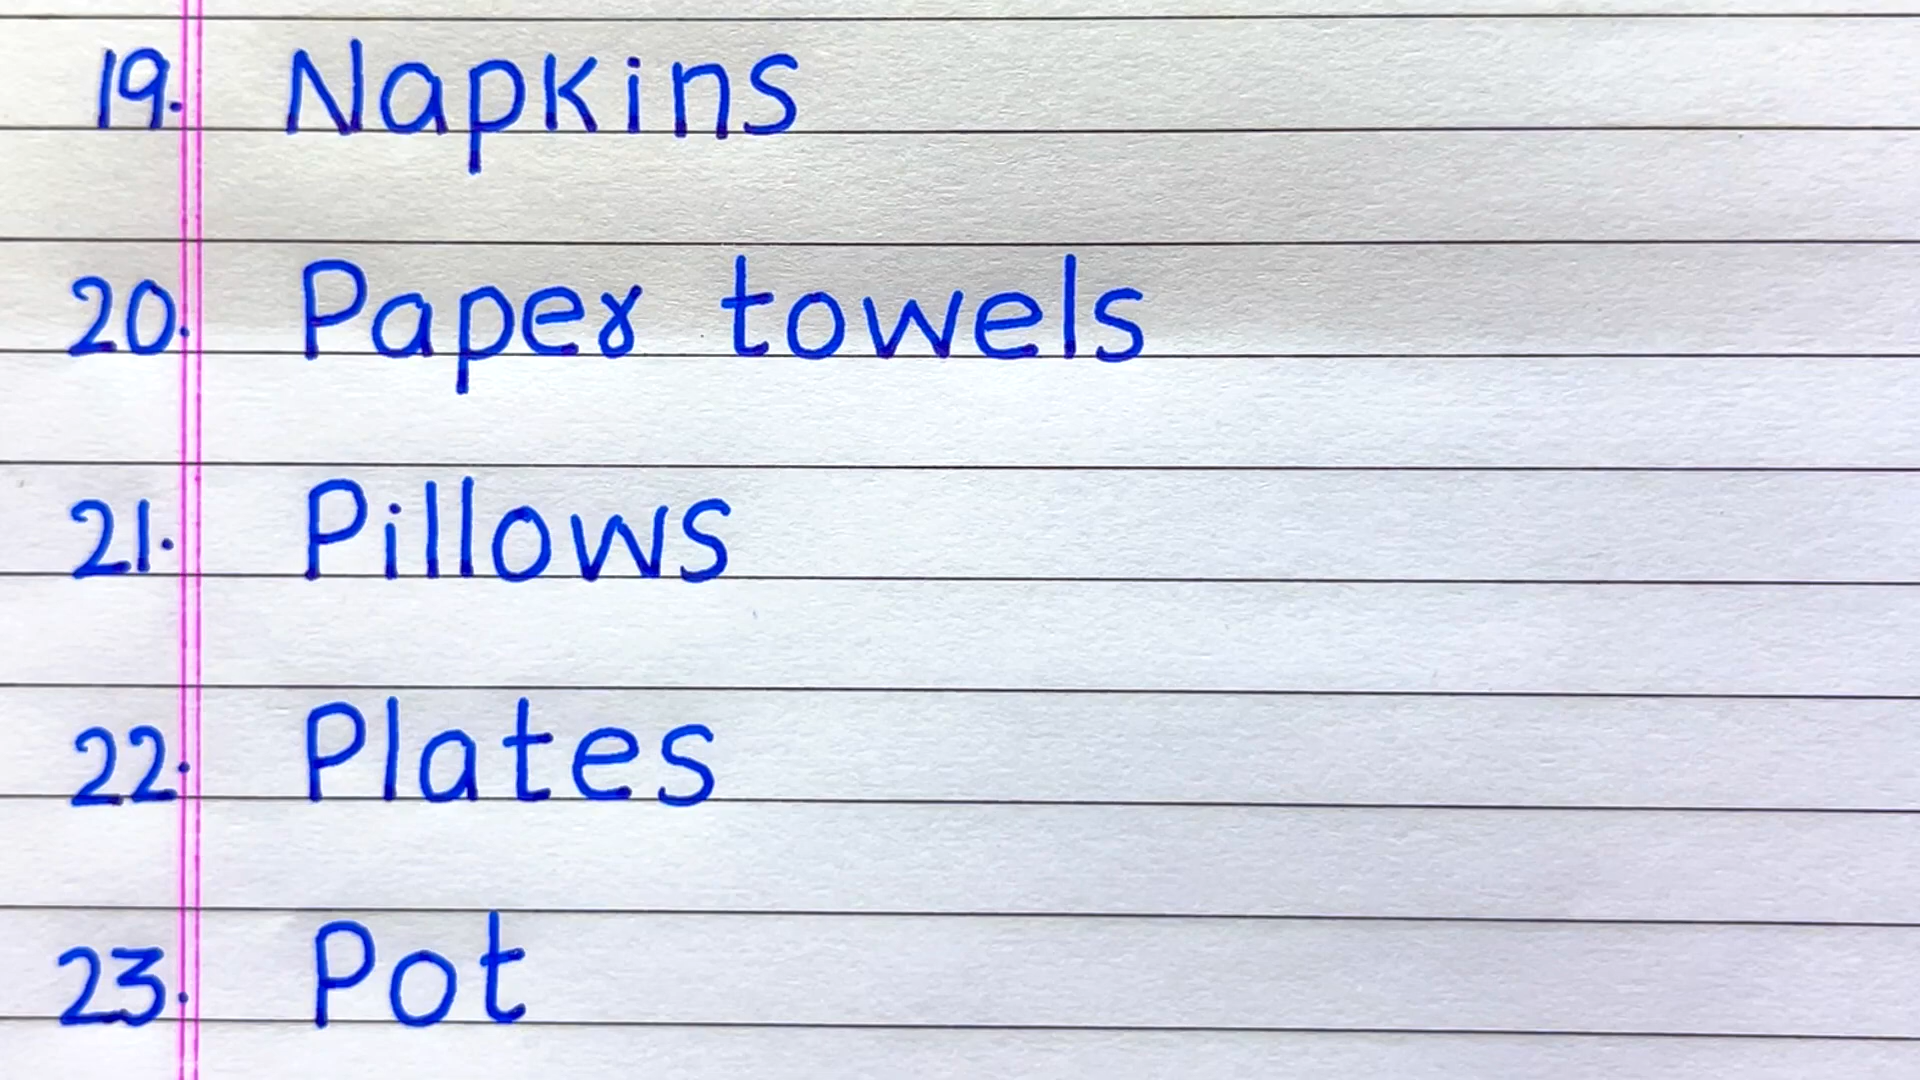 19. Napkins
20. Paper towels
21. Pillows
22. Plates
23. Pot